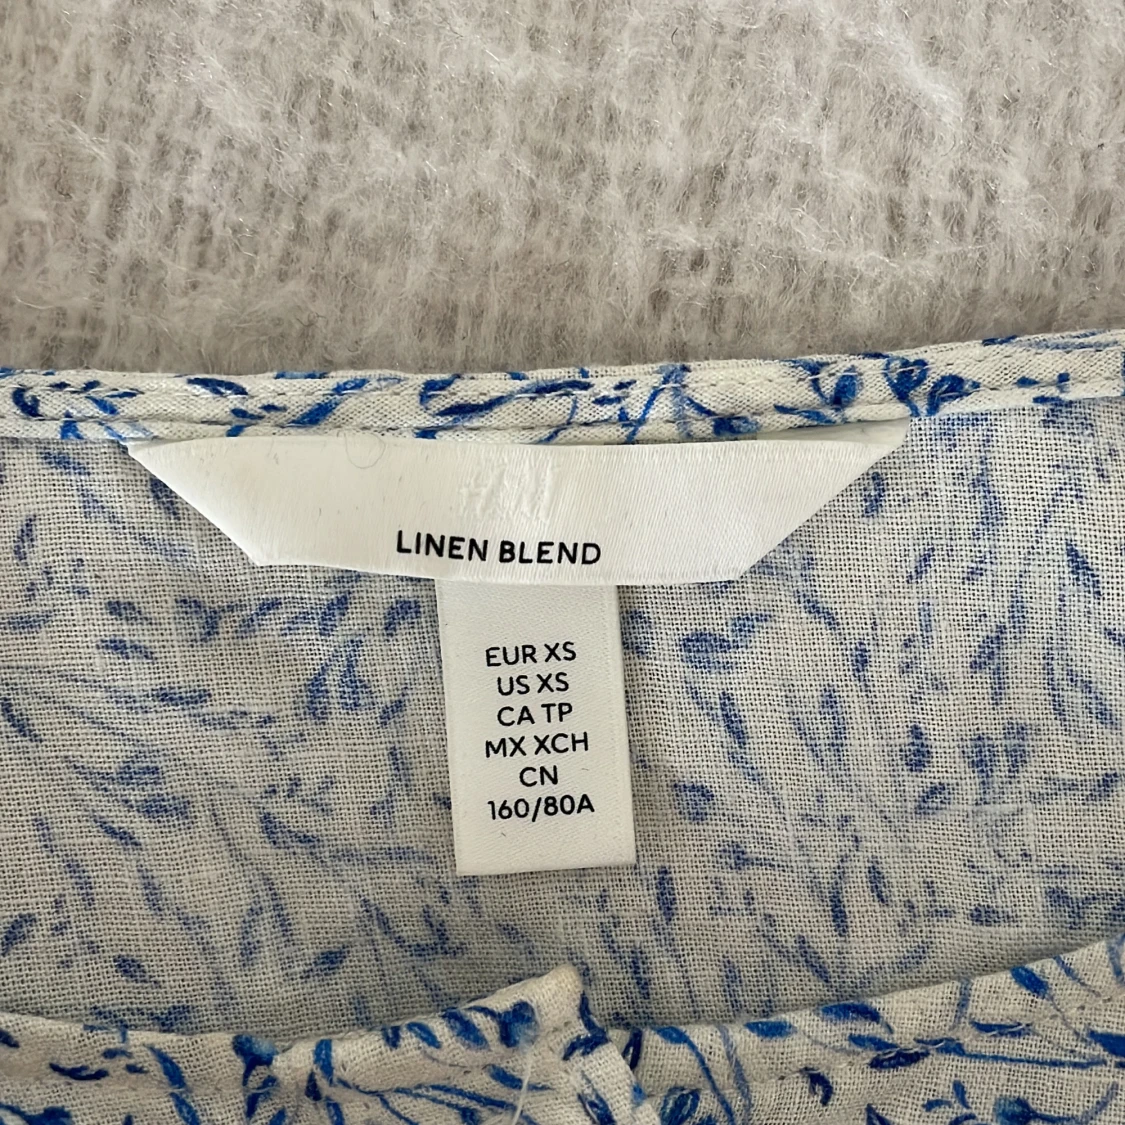 H&M
LINEN BLEND
EUR XS
US XS
CA TP
MX XCH
CN
160/80A